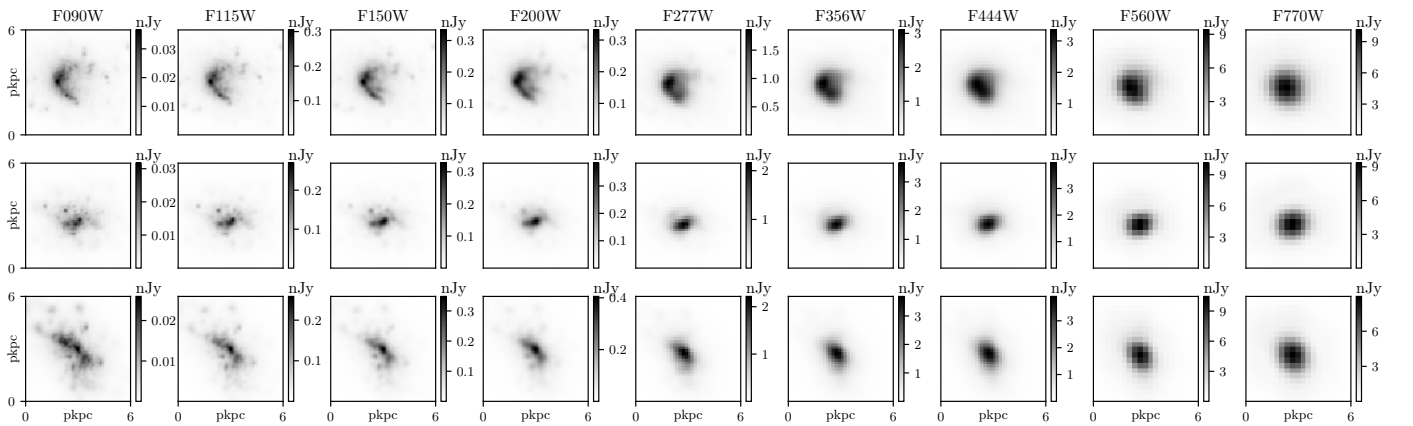 F090W F115W F150W F200W F277W F356W F444W F560W F770W
nJy nJy nJy nJy nJy nJy nJy nJy nJy
6 0.03 0.3 0.3 0.3 1.5 3 3 9 9
pkpc 0.02 0.2 0.2 0.2 1.0 2 2 6 6
0.01 0.1 0.1 0.1 0.5 1 1 3 3
0
nJy nJy nJy nJy nJy nJy nJy nJy nJy
6 0.03 0.2 0.2 0.3 2 3 3 9 9
pkpc 0.02 0.1 0.1 0.2 1 2 2 6 6
0.01 0.1 1 1 3 3
0
nJy nJy nJy nJy nJy nJy nJy nJy nJy
6 0.02 0.2 0.3 0.4 2 3 3 9 6
pkpc 0.01 0.1 0.2 0.2 1 2 2 6 3
0.1 1 1 3
0
0 pkpc 6 0 pkpc 6 0 pkpc 6 0 pkpc 6 0 pkpc 6 0 pkpc 6 0 pkpc 6 0 pkpc 6 0 pkpc 6